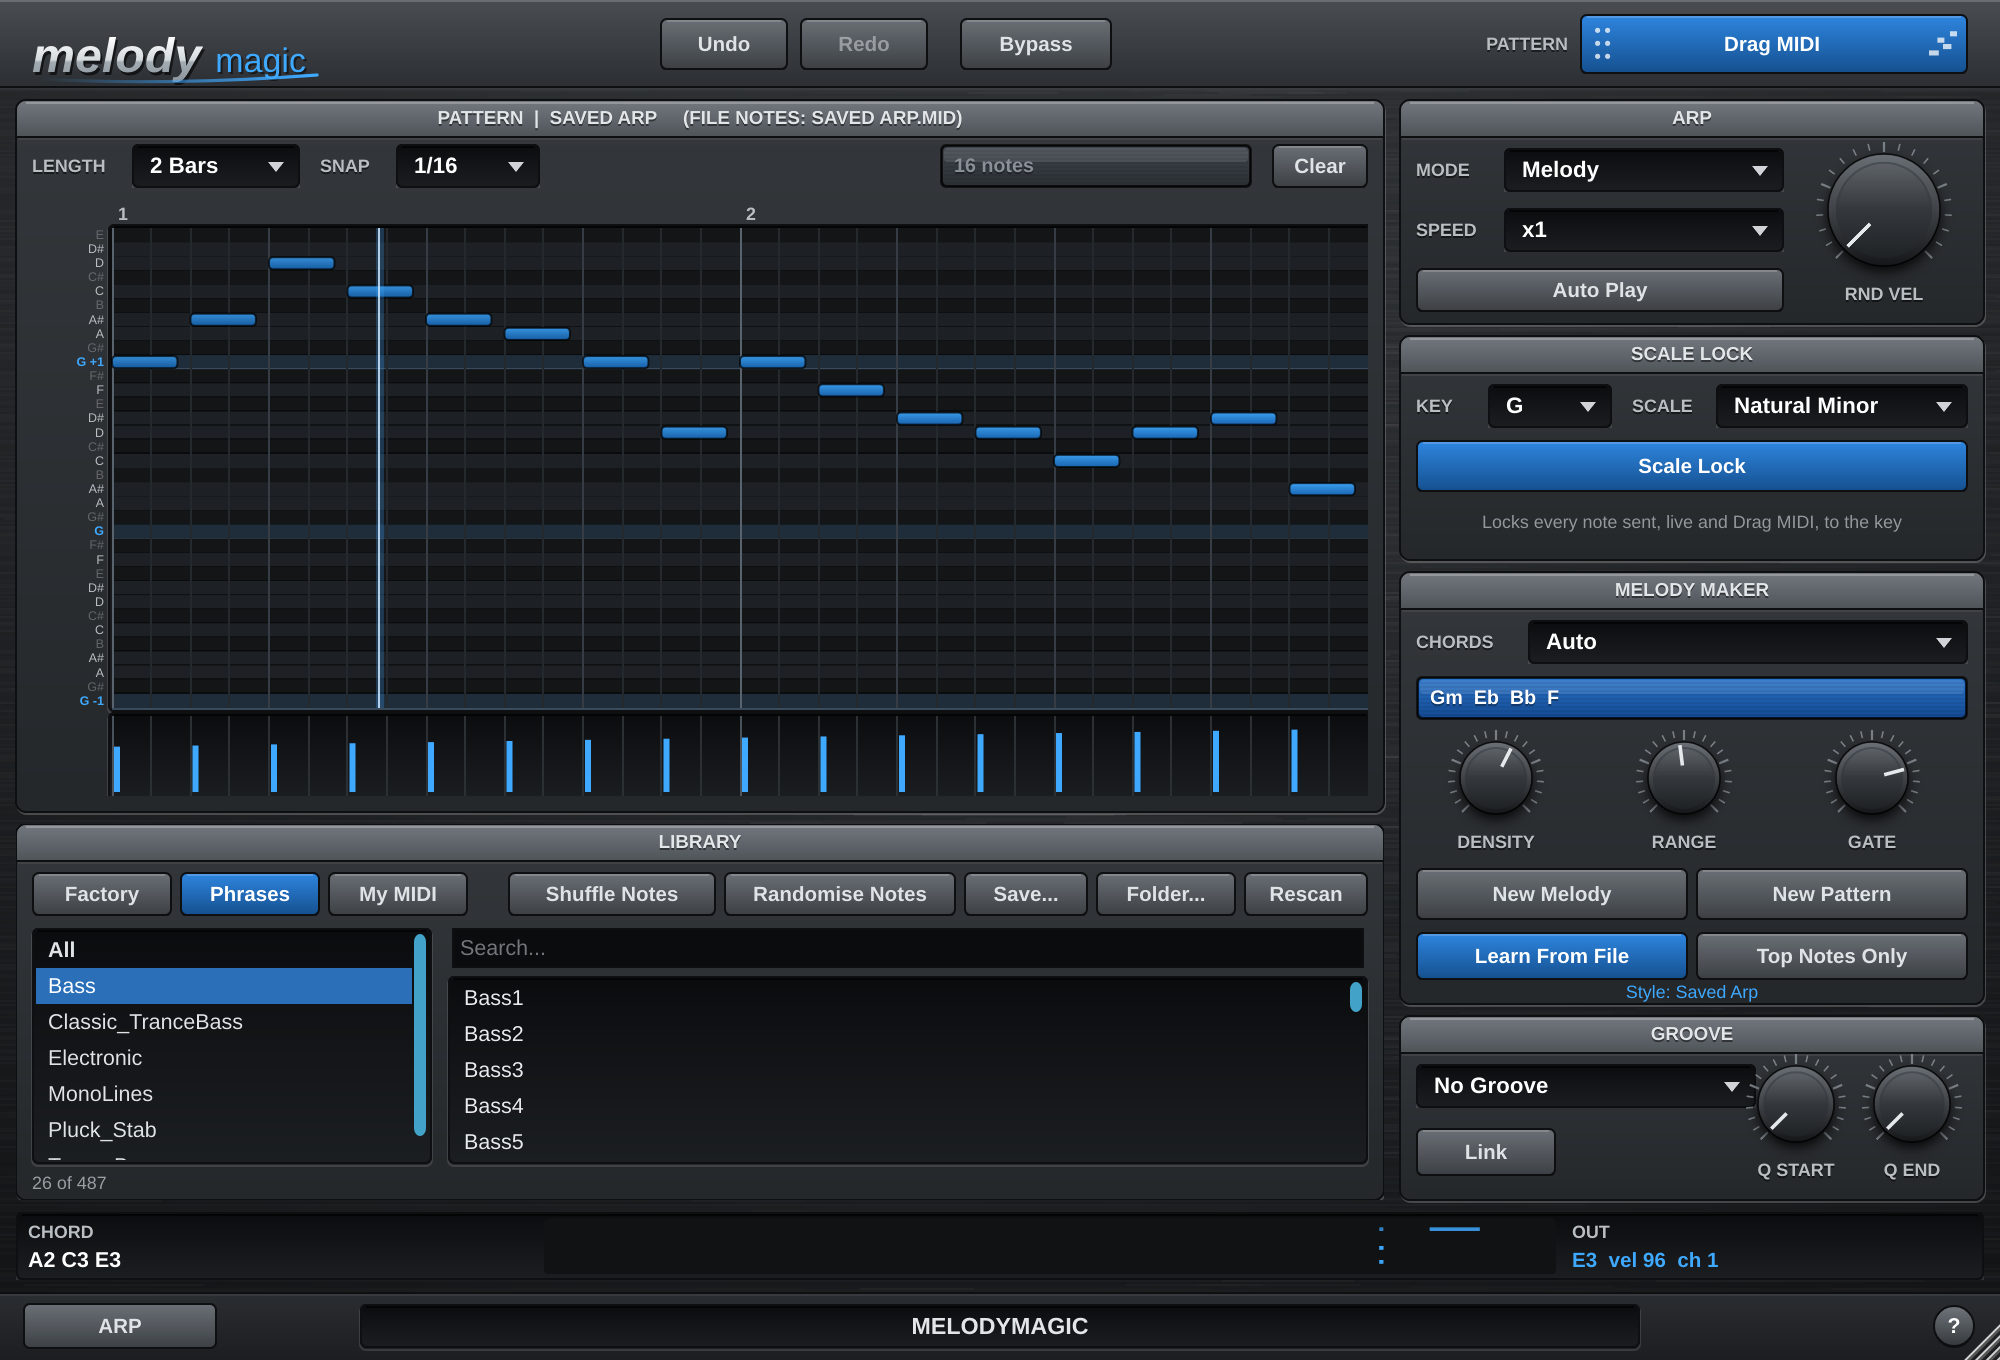 melody magic
Undo
Redo
Bypass
PATTERN
Drag MIDI
PATTERN | SAVED ARP (FILE NOTES: SAVED ARP.MID)
LENGTH
2 Bars
SNAP
1/16
16 notes
Clear
1
2
E
D#
D
C#
C
B
A#
A
G#
G +1
F#
F
E
D#
D
C#
C
B
A#
A
G#
G
F#
F
E
D#
D
C#
C
B
A#
A
G#
G -1
LIBRARY
Factory
Phrases
My MIDI
Shuffle Notes
Randomise Notes
Save...
Folder...
Rescan
All
Bass
Classic_TranceBass
Electronic
MonoLines
Pluck_Stab
Search...
Bass1
Bass2
Bass3
Bass4
Bass5
26 of 487
ARP
MODE
Melody
SPEED
x1
Auto Play
RND VEL
SCALE LOCK
KEY
G
SCALE
Natural Minor
Scale Lock
Locks every note sent, live and Drag MIDI, to the key
MELODY MAKER
CHORDS
Auto
Gm Eb Bb F
DENSITY
RANGE
GATE
New Melody
New Pattern
Learn From File
Top Notes Only
Style: Saved Arp
GROOVE
No Groove
Link
Q START
Q END
CHORD
A2 C3 E3
OUT
E3 vel 96 ch 1
ARP
MELODYMAGIC
?